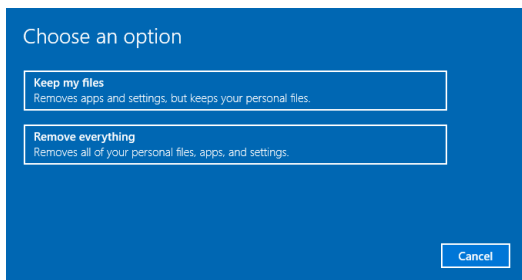 Choose an option
Keep my files
Removes apps and settings, but keeps your personal files.
Remove everything
Removes all of your personal files, apps, and settings.
Cancel